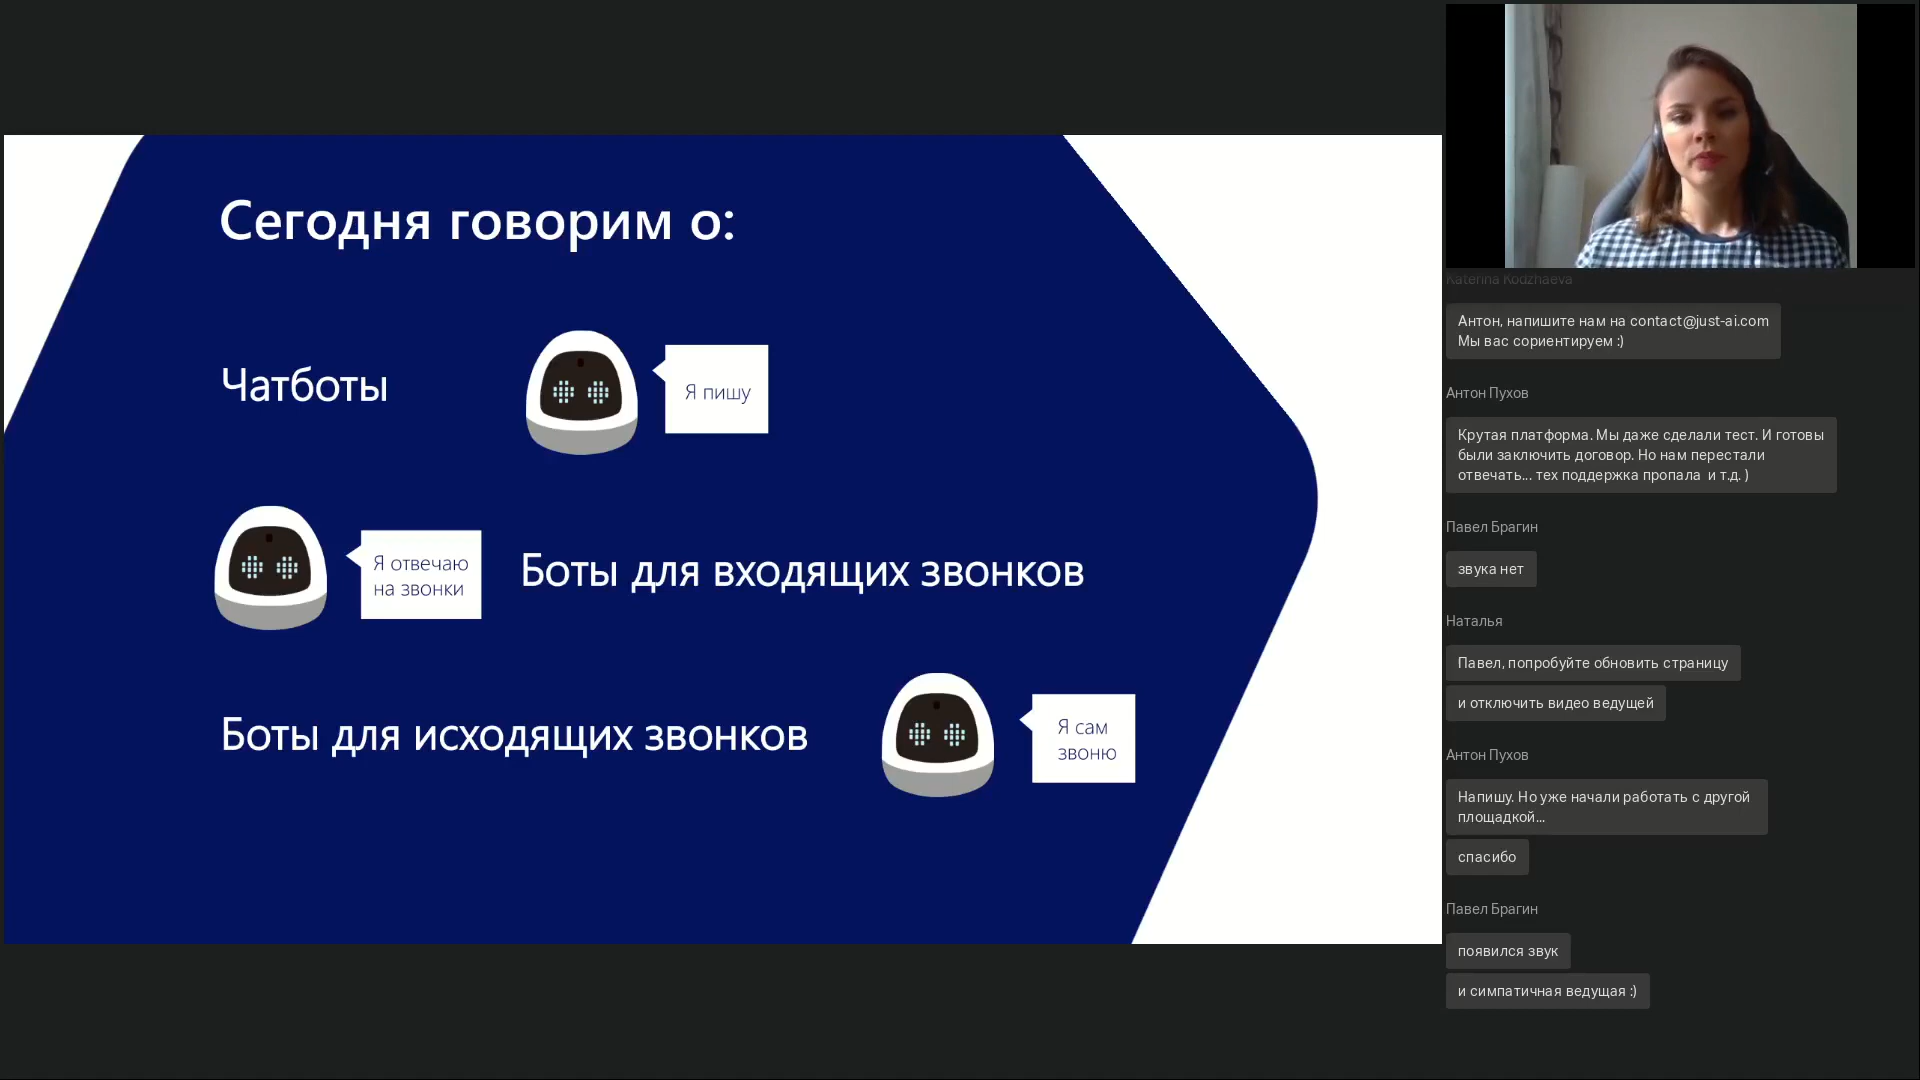 Сегодня говорим о:
Чатботы
Я пишу
Я отвечаю
на звонки
Боты для входящих звонков
Боты для исходящих звонков
Я сам
звоню
Katerina Kodzhaeva
Антон, напишите нам на contact@just-ai.com
Мы вас сориентируем :)
Антон Пухов
Крутая платформа. Мы даже сделали тест. И готовы
были заключить договор. Но нам перестали
отвечать... тех поддержка пропала и т.д. )
Павел Брагин
звука нет
Наталья
Павел, попробуйте обновить страницу
и отключить видео ведущей
Антон Пухов
Напишу. Но уже начали работать с другой
площадкой...
спасибо
Павел Брагин
появился звук
и симпатичная ведущая :)